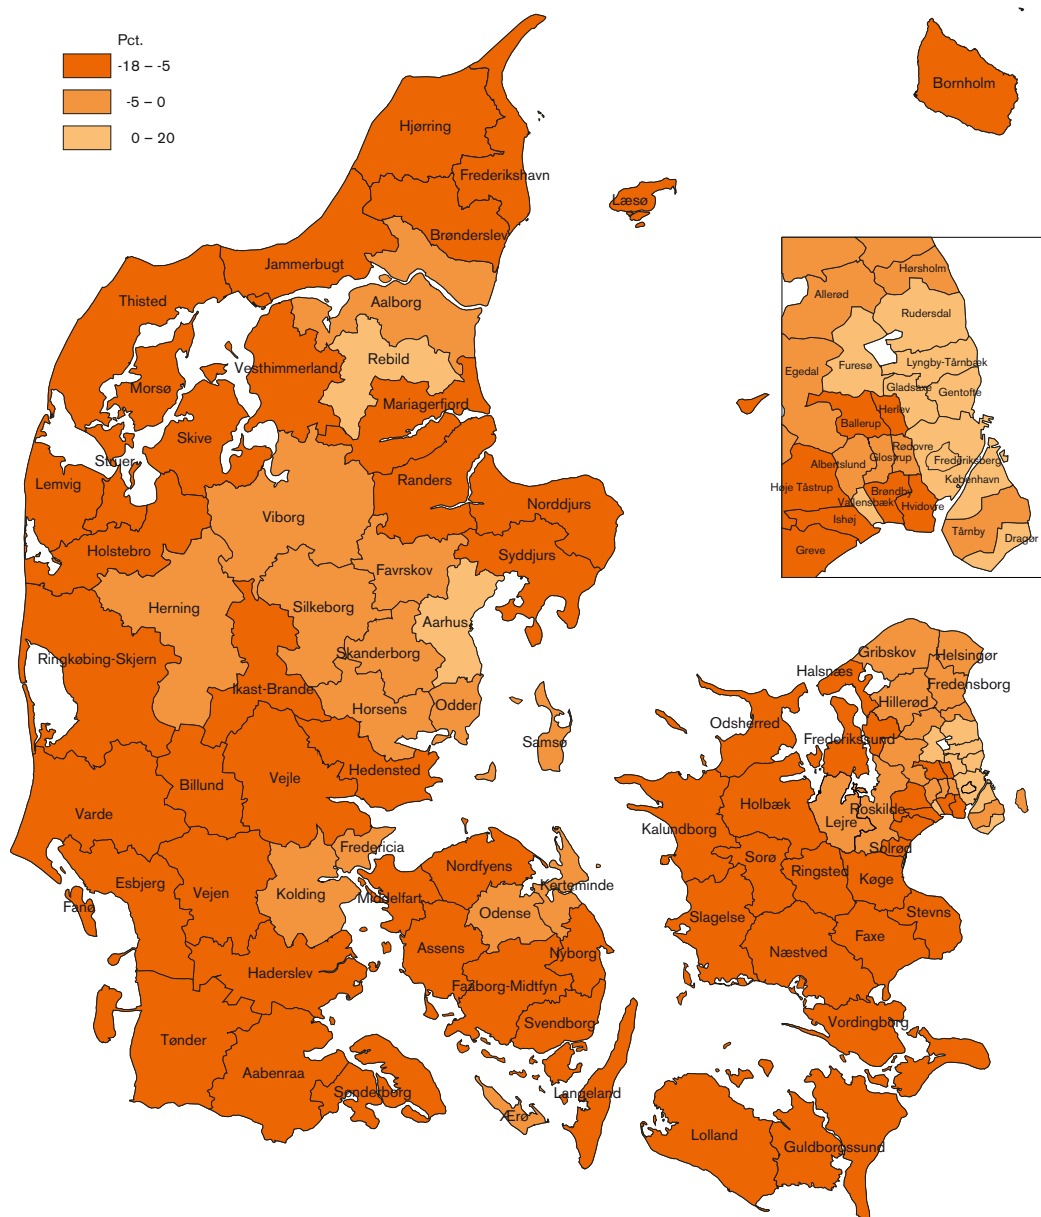 Pct.
-18 – -5
-5 – 0
0 – 20
Bornholm
Hjørring
Frederikshavn
Læsø
Brønderslev
Jammerbugt
Thisted
Aalborg
Rebild
Vesthimmerland
Morsø
Mariagerfjord
Skive
Struer
Lemvig
Randers
Norddjurs
Viborg
Holstebro
Syddjurs
Favrskov
Herning
Silkeborg
Aarhus
Skanderborg
Ringkøbing-Skjern
Ikast-Brande
Horsens
Odder
Samsø
Hedensted
Vejle
Billund
Varde
Fredericia
Esbjerg
Vejen
Kolding
Fanø
Middelfart
Nordfyens
Kerteminde
Odense
Assens
Nyborg
Haderslev
Faaborg-Midtfyn
Svendborg
Tønder
Aabenraa
Sønderborg
Langeland
Ærø
Hørsholm
Allerød
Rudersdal
Furesø
Lyngby-Tårnbæk
Egedal
Gladsaxe
Gentofte
Herlev
Ballerup
Rødovre
Glostrup
Albertslund
Frederiksberg
København
Høje Tåstrup
Brøndby
Vallensbæk
Hvidovre
Ishøj
Tårnby
Dragør
Greve
Gribskov
Helsingør
Halsnæs
Fredensborg
Hillerød
Odsherred
Frederikssund
Holbæk
Roskilde
Lejre
Kalundborg
Solrød
Sorø
Ringsted
Køge
Slagelse
Stevns
Faxe
Næstved
Vordingborg
Lolland
Guldborgssund